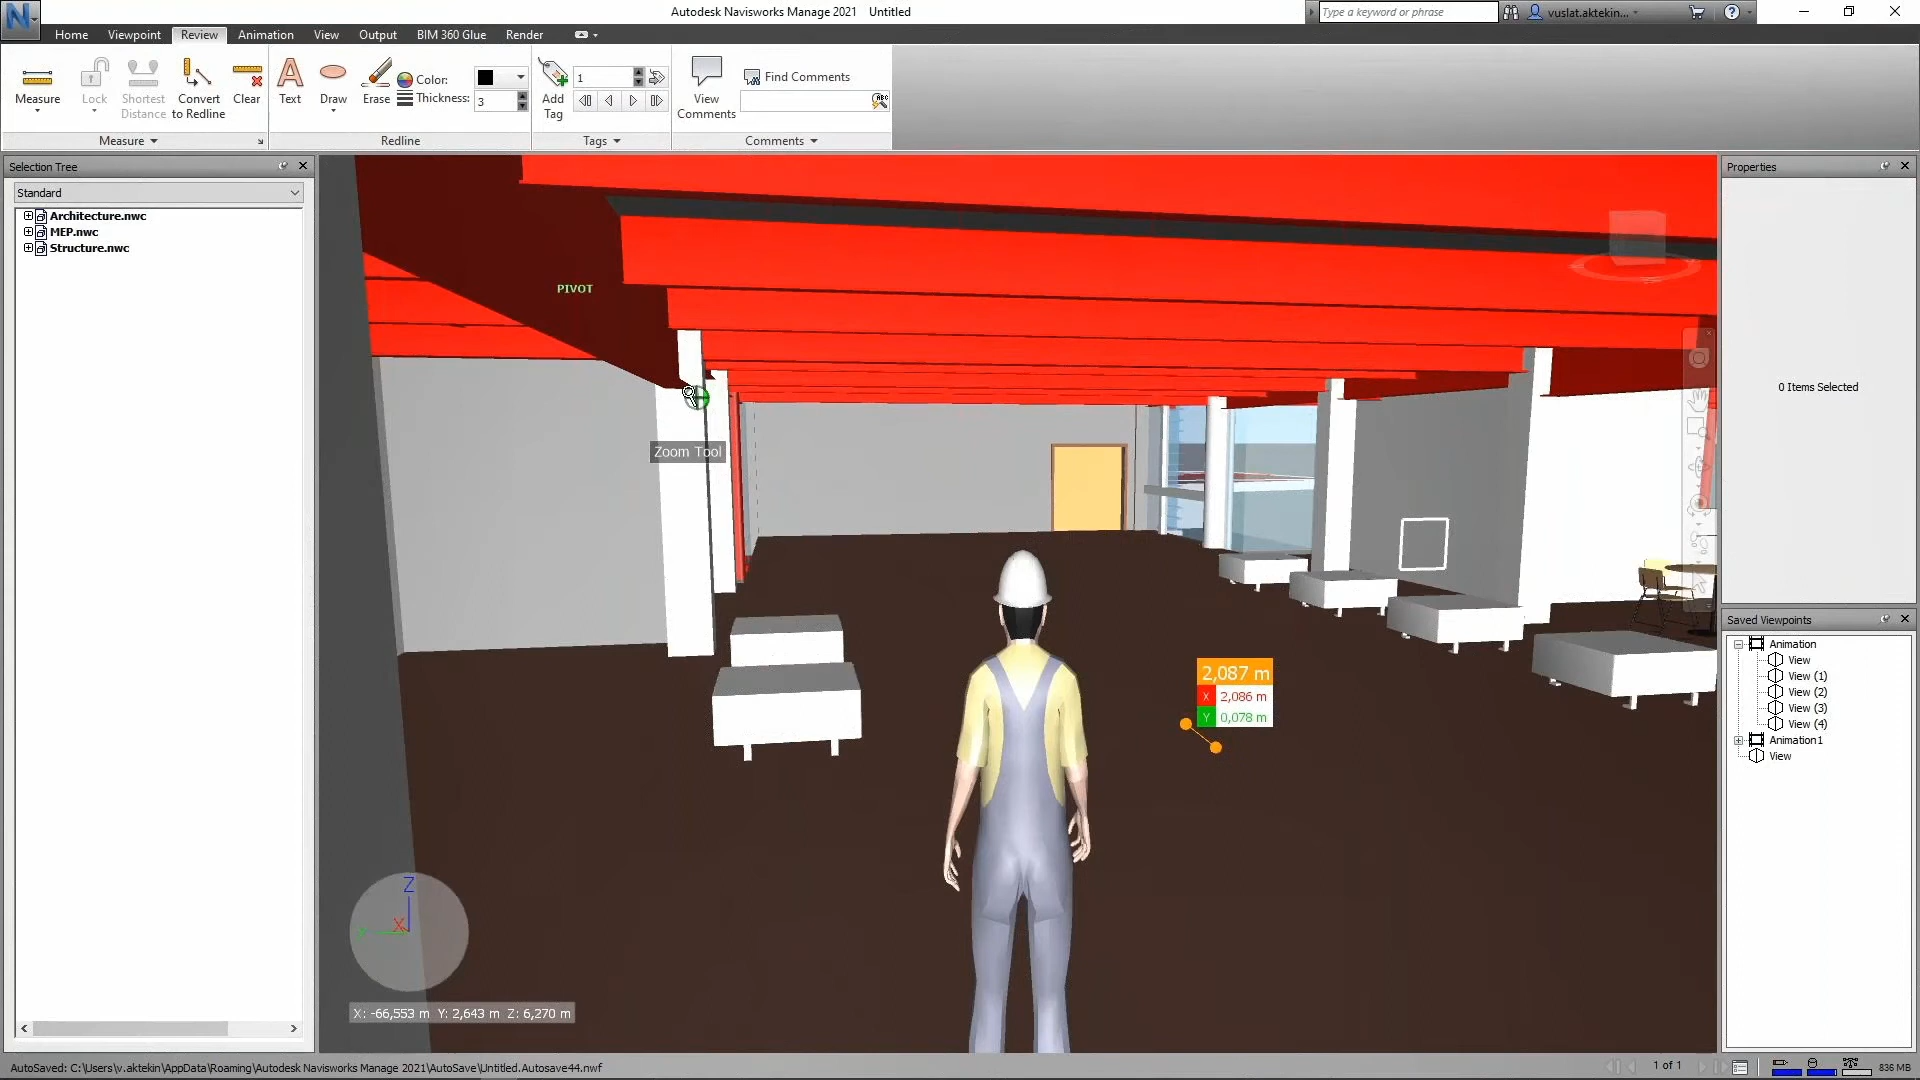 Autodesk Navisworks Manage 2021 Untitled
Type a keyword or phrase
vuslat.aktekin...
Home Viewpoint Review Animation View Output BIM 360 Glue Render
Measure
Lock
Shortest
Distance
Convert
to Redline
Clear
Text
Draw
Erase
Color:
Thickness:
3
Add
Tag
1
View
Comments
Find Comments
Measure
Redline
Tags
Comments
Selection Tree
Standard
Architecture.nwc
MEP.nwc
Structure.nwc
PIVOT
Zoom Tool
2,087 m
X 2,086 m
Y 0,078 m
Z
X
Y
X: -66,553 m Y: 2,643 m Z: 6,270 m
Properties
0 Items Selected
Saved Viewpoints
Animation
View
View (1)
View (2)
View (3)
View (4)
Animation1
View
AutoSaved: C:\Users\v.aktekin\AppData\Roaming\Autodesk Navisworks Manage 2021\AutoSave\Untitled.Autosave44.nwf
1 of 1
836 MB